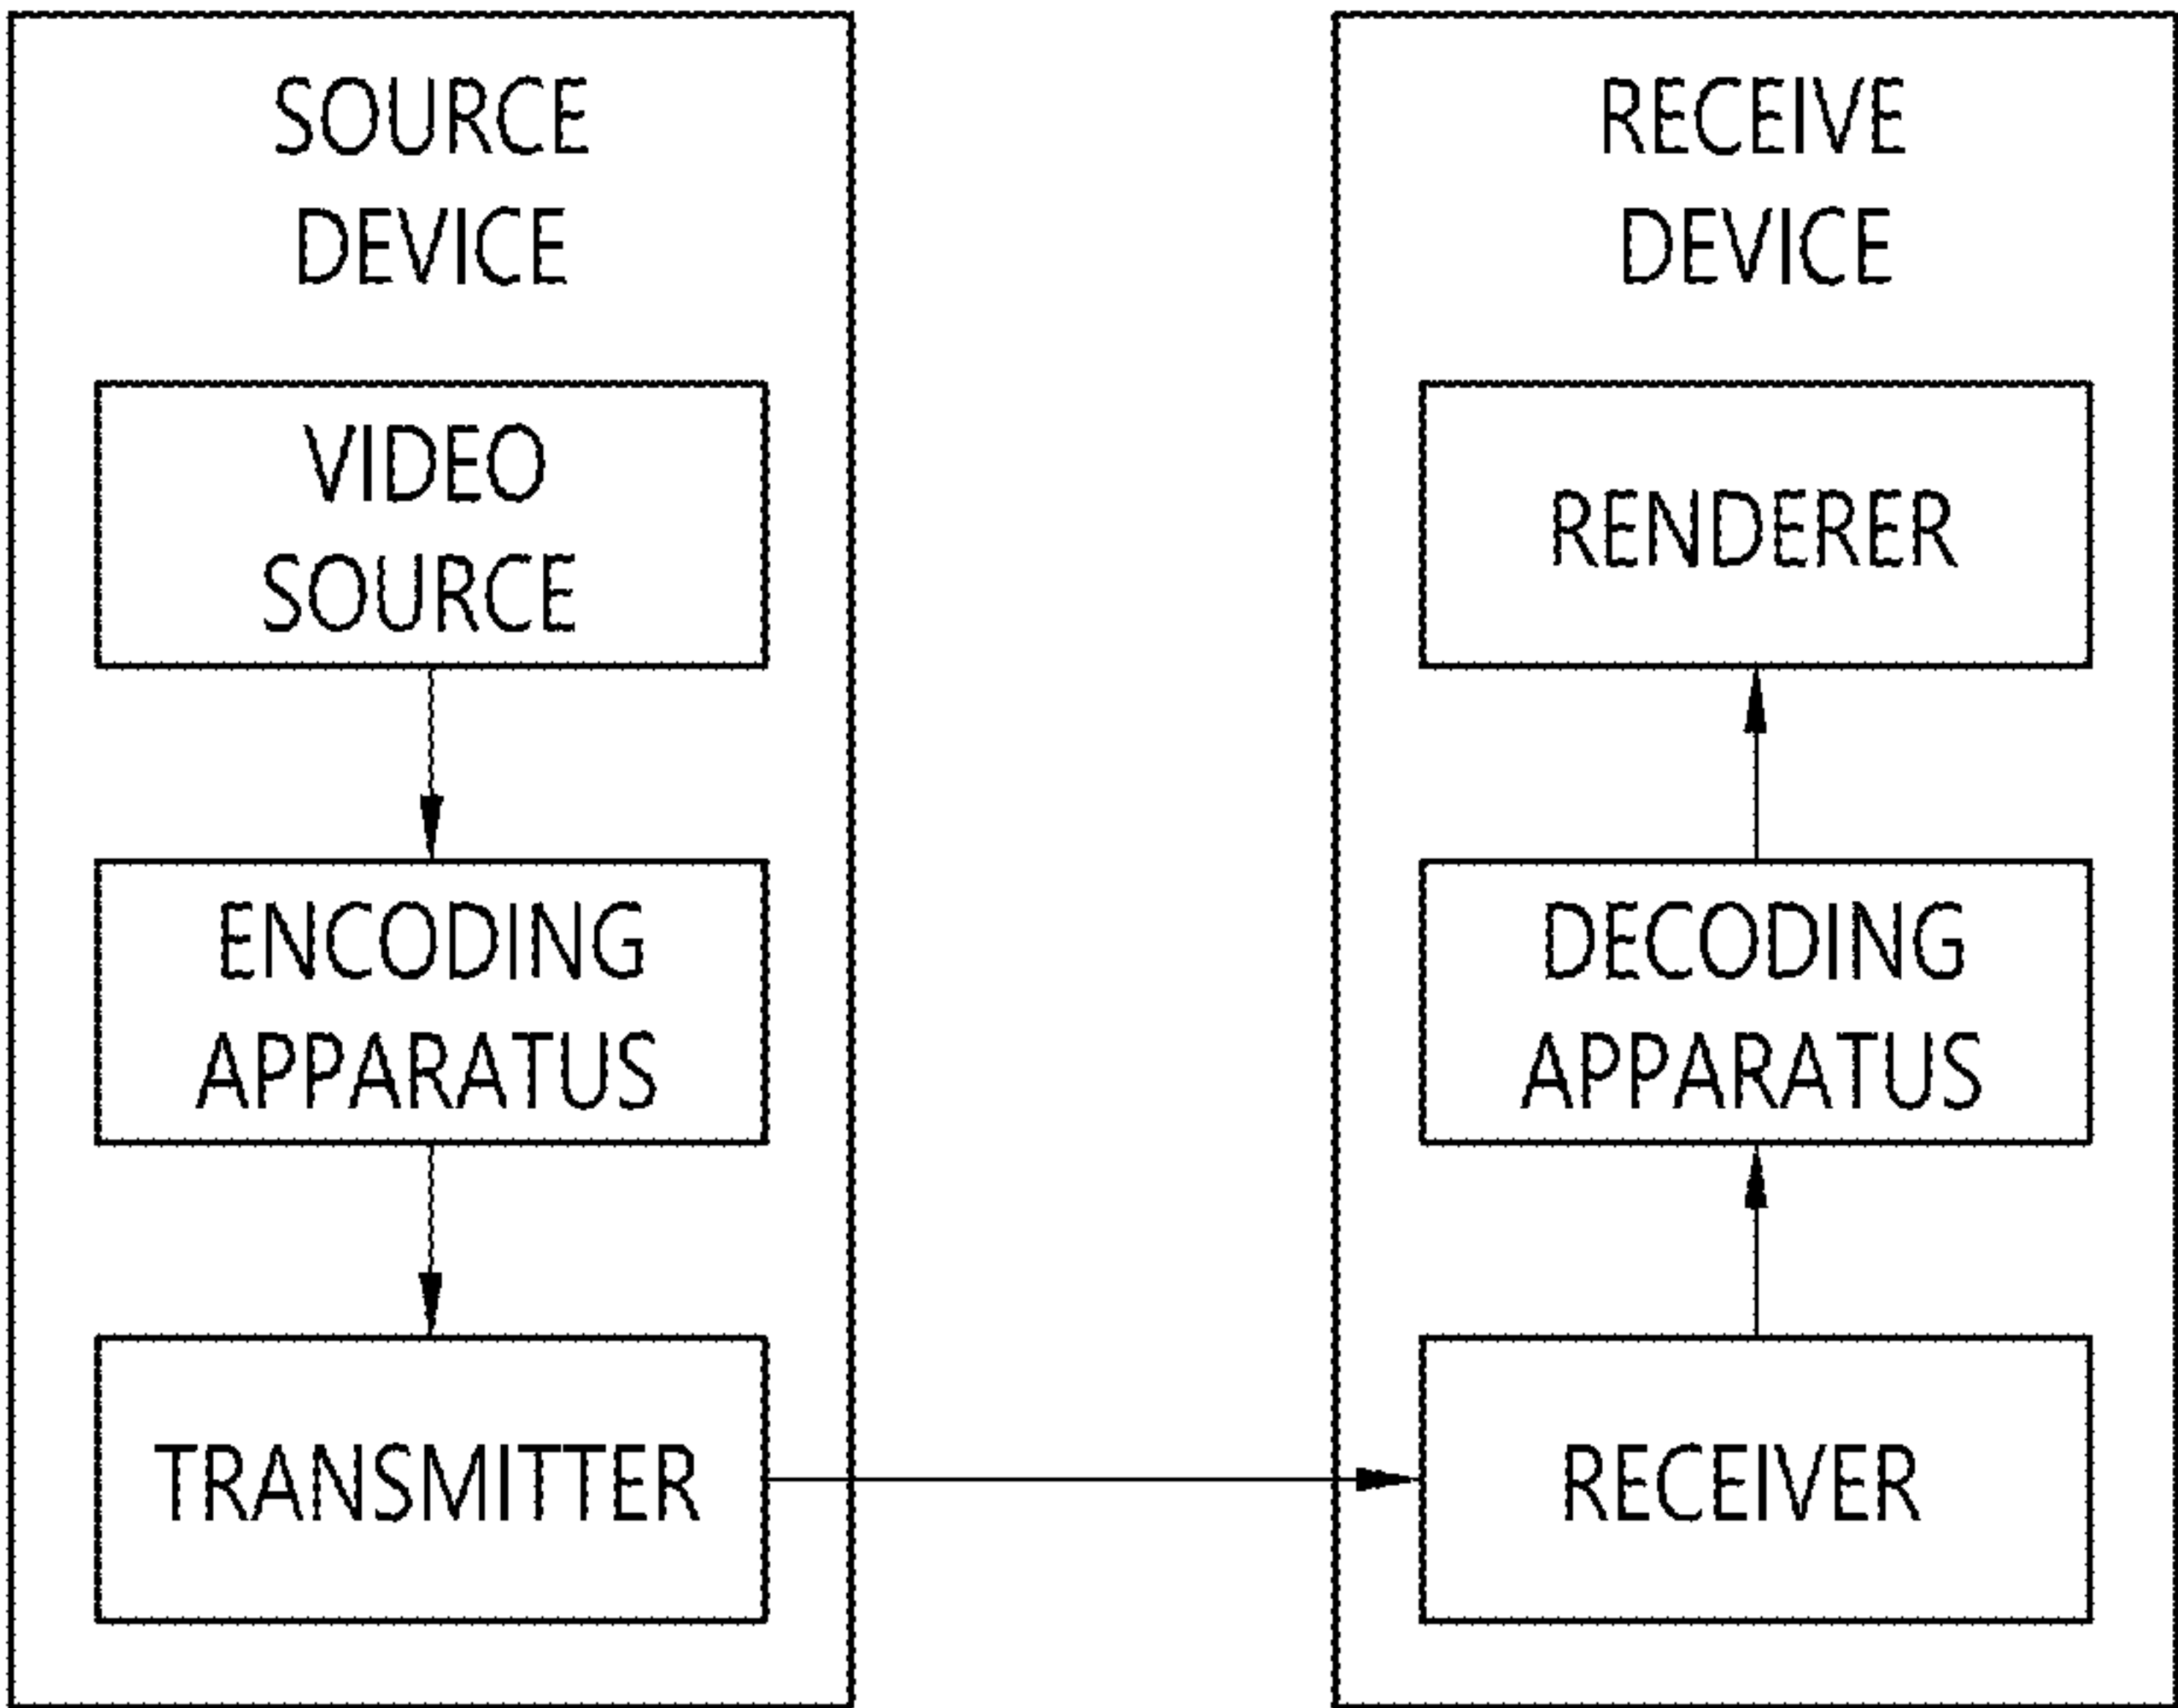 SOURCE
DEVICE
VIDEO
SOURCE
ENCODING
APPARATUS
TRANSMITTER
RECEIVE
DEVICE
RENDERER
DECODING
APPARATUS
RECEIVER